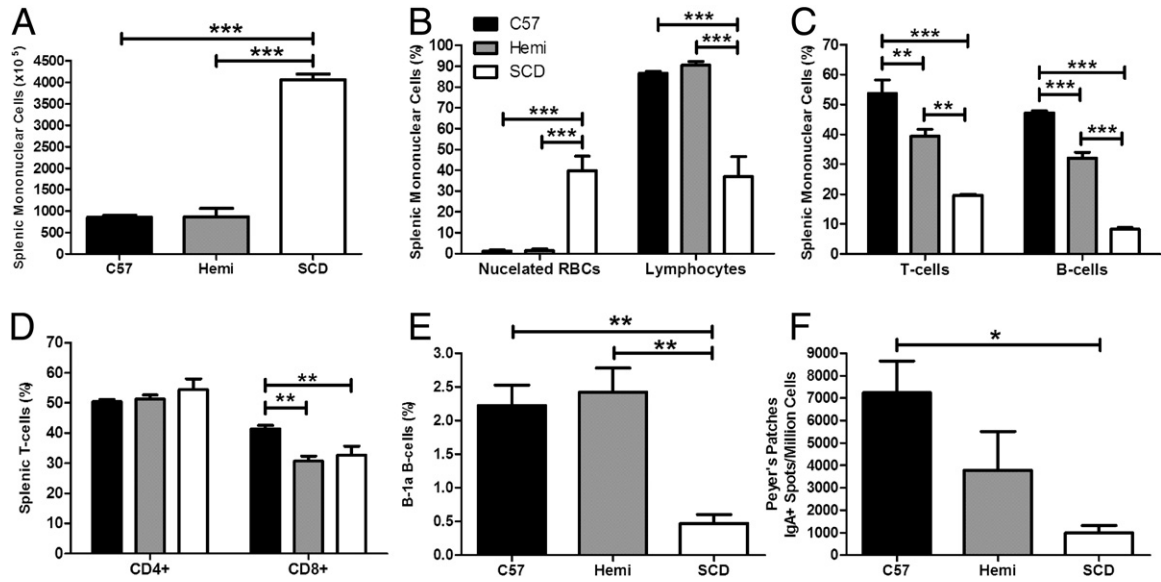 A
Splenic Mononuclear Cells (x10⁵)
4500
4000
3500
3000
2500
2000
1500
1000
500
0
***
***
C57
Hemi
SCD
B
Splenic Mononuclear Cells (%)
100
90
80
70
60
50
40
30
20
10
0
C57
Hemi
SCD
***
***
***
***
Nucelated RBCs
Lymphocytes
C
Splenic Mononuclear Cells (%)
70
60
50
40
30
20
10
0
***
**
**
***
***
***
T-cells
B-cells
D
Splenic T-cells (%)
70
60
50
40
30
20
10
0
**
**
CD4+
CD8+
E
B-1a B-cells (%)
3.0
2.5
2.0
1.5
1.0
0.5
0.0
**
**
C57
Hemi
SCD
F
Peyer's Patches
IgA+ Spots/Million Cells
9000
8000
7000
6000
5000
4000
3000
2000
1000
0
*
C57
Hemi
SCD